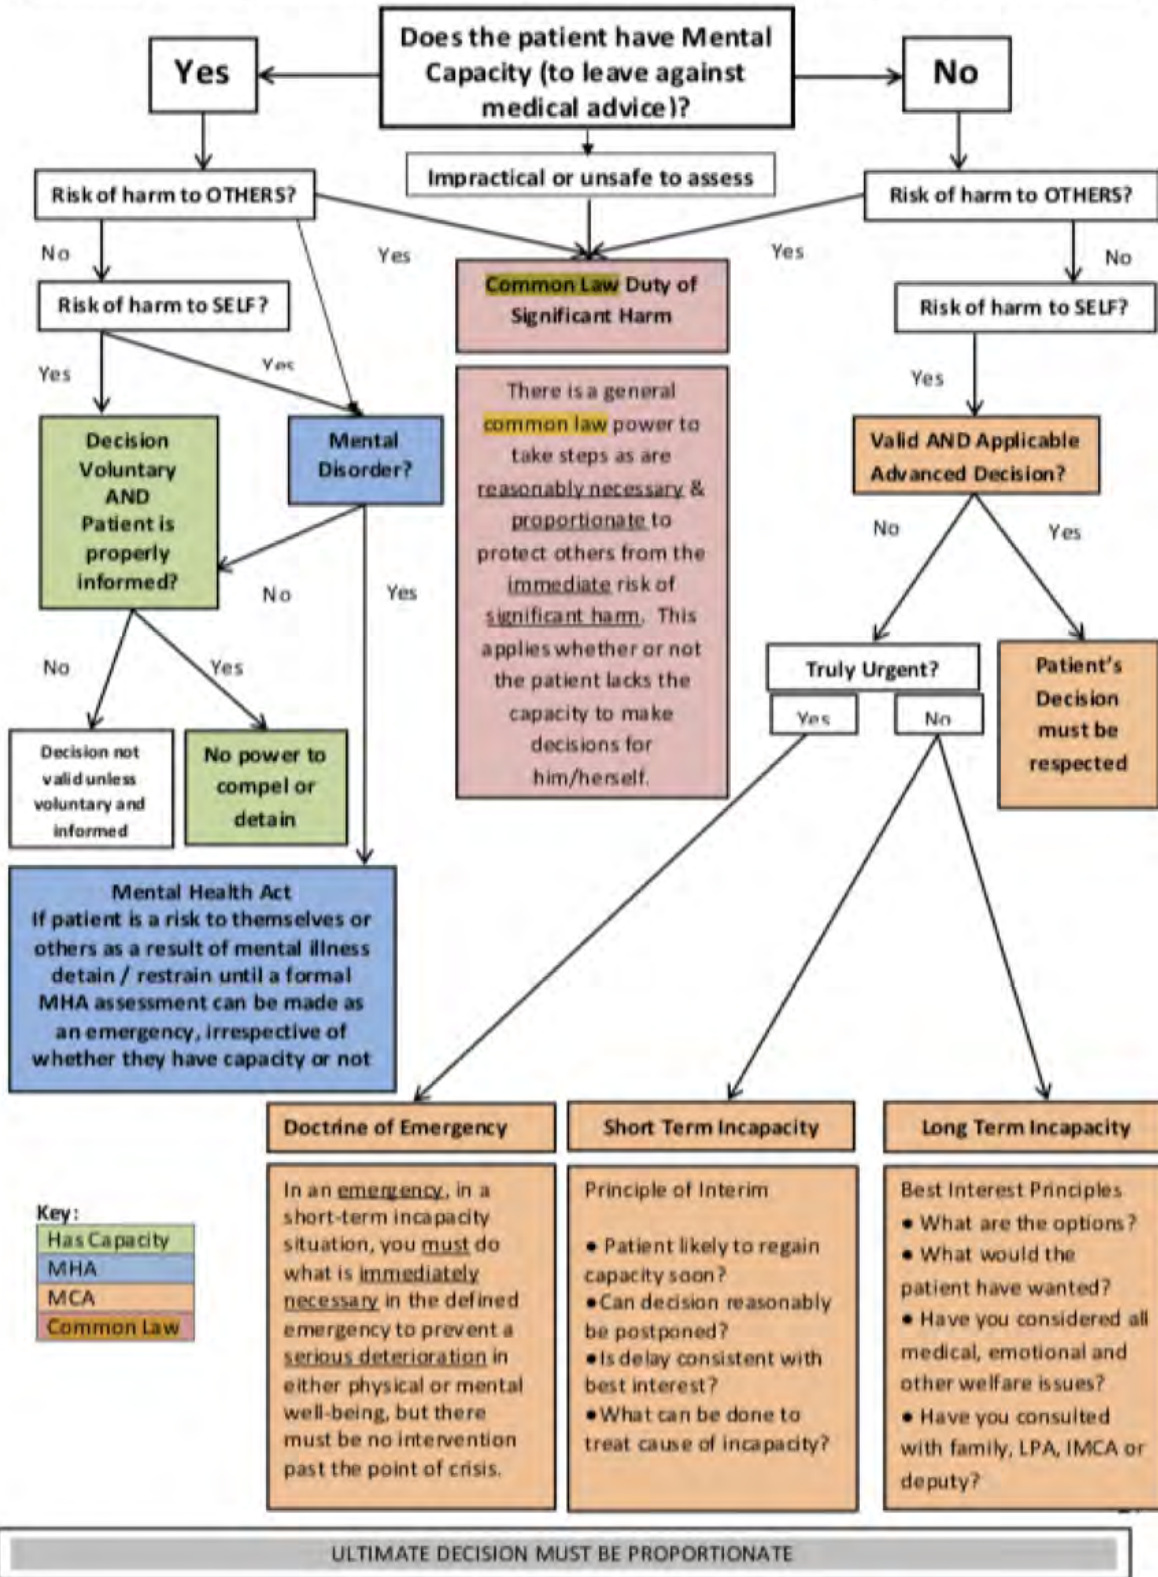 Does the patient have Mental
Capacity (to leave against
medical advice)?
Yes
No
Impractical or unsafe to assess
Risk of harm to OTHERS?
Risk of harm to OTHERS?
No
Yes
Yes
No
Risk of harm to SELF?
Common Law Duty of
Significant Harm
Risk of harm to SELF?
Yes
Yes
Yes
Decision
Voluntary
AND
Patient is
properly
informed?
Mental
Disorder?
There is a general
common law power to
take steps as are
reasonably necessary &
proportionate to
protect others from the
immediate risk of
significant harm. This
applies whether or not
the patient lacks the
capacity to make
decisions for
him/herself.
Valid AND Applicable
Advanced Decision?
No
Yes
No
Yes
No
Yes
Truly Urgent?
Yes
No
Patient's
Decision
must be
respected
Decision not
valid unless
voluntary and
informed
No power to
compel or
detain
Mental Health Act
If patient is a risk to themselves or
others as a result of mental illness
detain / restrain until a formal
MHA assessment can be made as
an emergency, irrespective of
whether they have capacity or not
Doctrine of Emergency
In an emergency, in a
short-term incapacity
situation, you must do
what is immediately
necessary in the defined
emergency to prevent a
serious deterioration in
either physical or mental
well-being, but there
must be no intervention
past the point of crisis.
Short Term Incapacity
Principle of Interim
● Patient likely to regain
capacity soon?
●Can decision reasonably
be postponed?
●Is delay consistent with
best interest?
●What can be done to
treat cause of incapacity?
Long Term Incapacity
Best Interest Principles
● What are the options?
● What would the
patient have wanted?
● Have you considered all
medical, emotional and
other welfare issues?
● Have you consulted
with family, LPA, IMCA or
deputy?
Key:
Has Capacity
MHA
MCA
Common Law
ULTIMATE DECISION MUST BE PROPORTIONATE